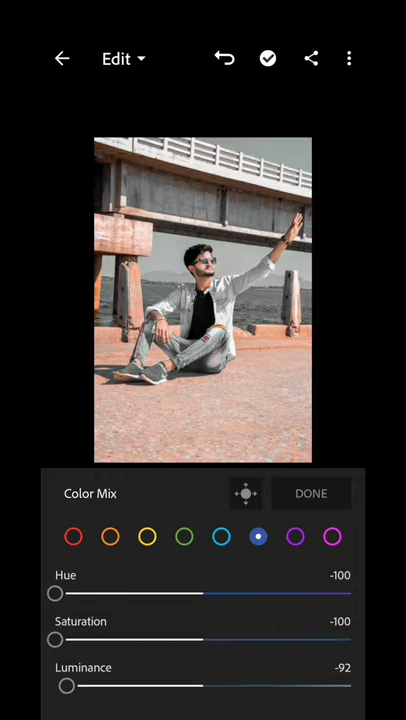 Edit
Color Mix
DONE
Hue -100
Saturation -100
Luminance -92